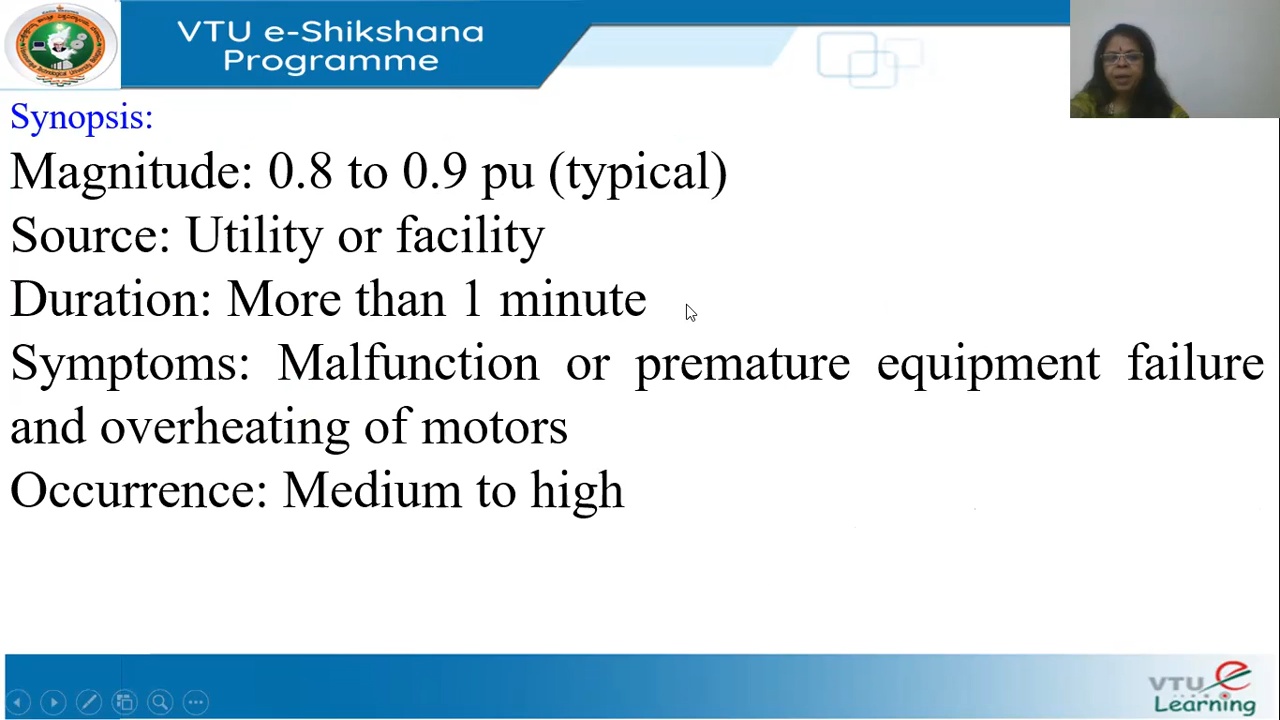 VTU e-Shikshana
Programme
Synopsis:
Magnitude: 0.8 to 0.9 pu (typical)
Source: Utility or facility
Duration: More than 1 minute
Symptoms: Malfunction or premature equipment failure
and overheating of motors
Occurrence: Medium to high
VTU e
Learning